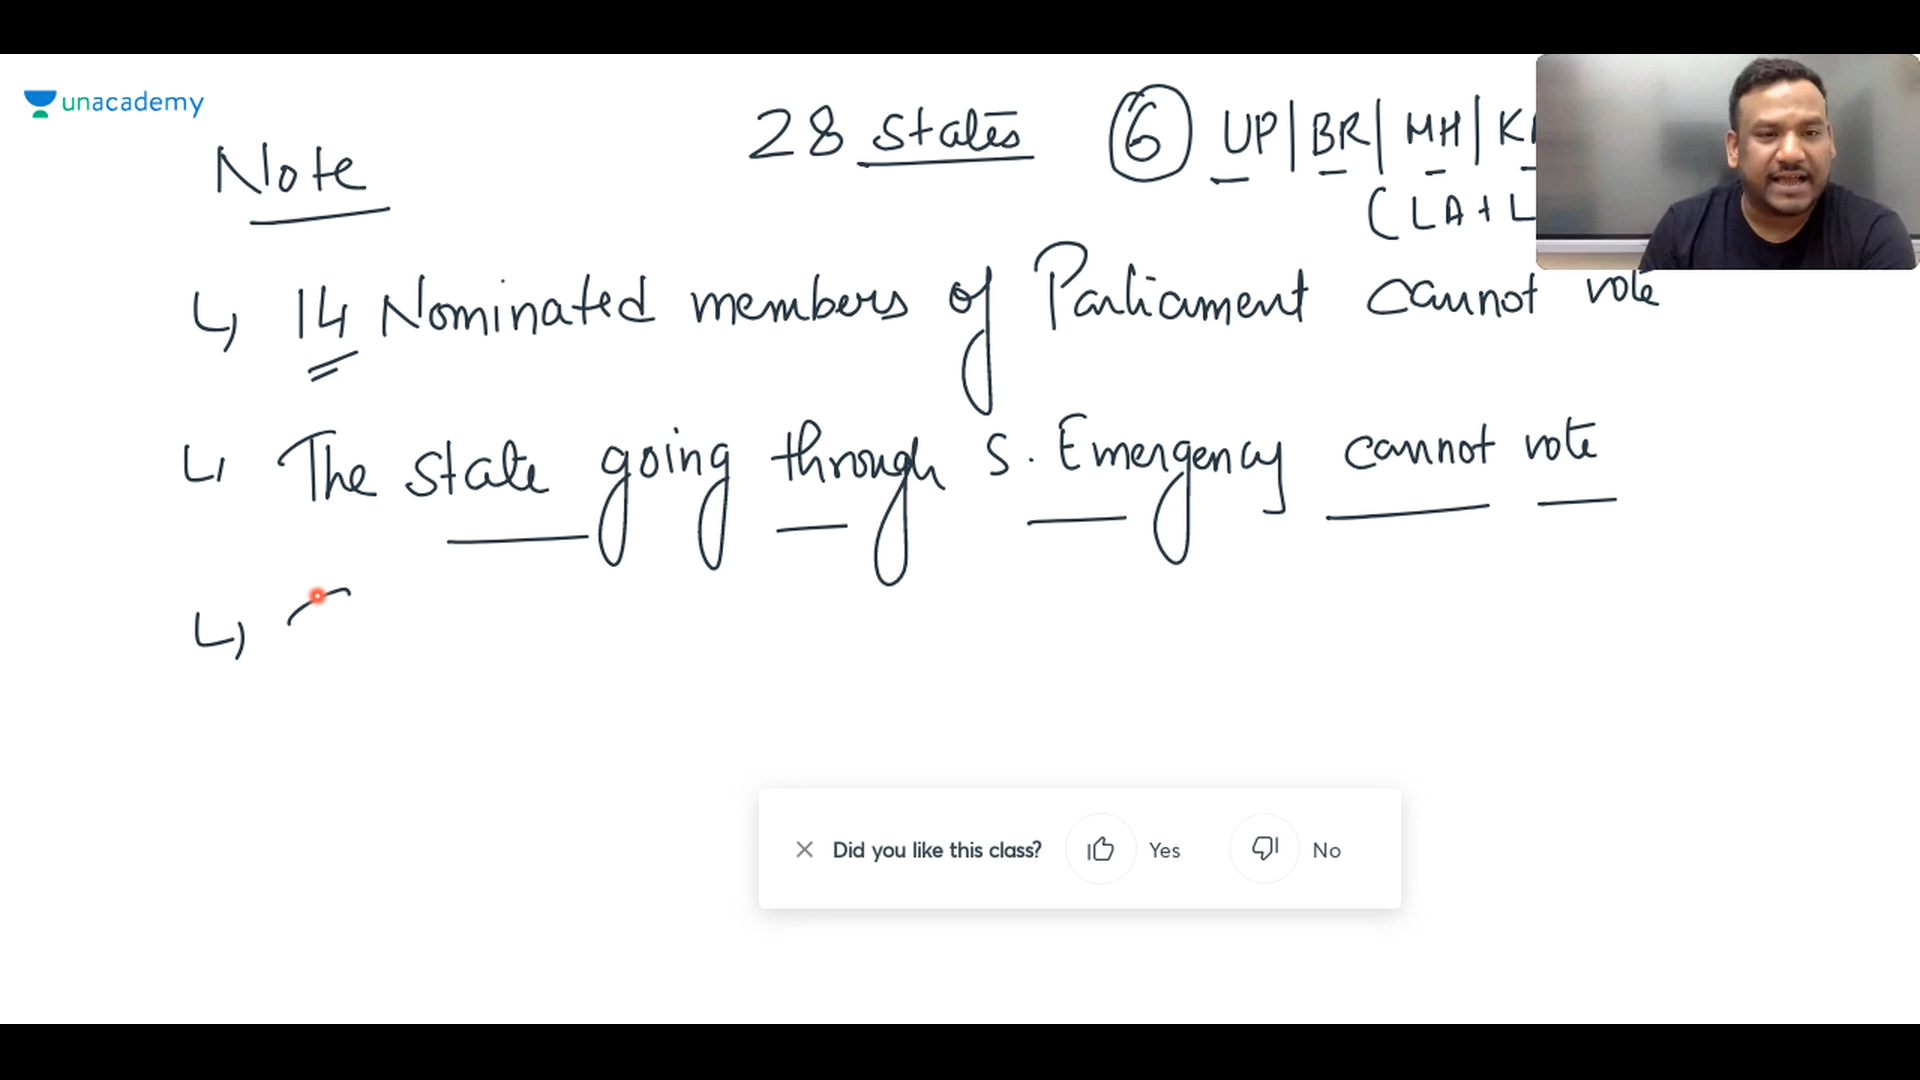 unacademy
28 states ⑥ UP | BR | MH |
Note
(LA + L
↳ 14 Nominated members of Parliament cannot vote
↳ The state going through S. Emergency cannot vote
↳
Did you like this class? Yes No